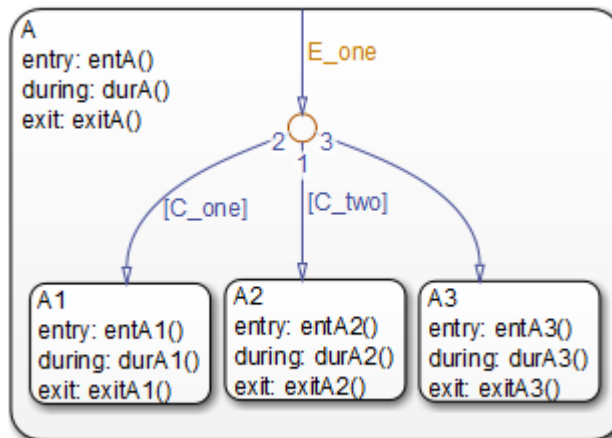 A
entry: entA()
during: durA()
exit: exitA()
E_one
2
1
3
[C_one]
[C_two]
A1
entry: entA1()
during: durA1()
exit: exitA1()
A2
entry: entA2()
during: durA2()
exit: exitA2()
A3
entry: entA3()
during: durA3()
exit: exitA3()